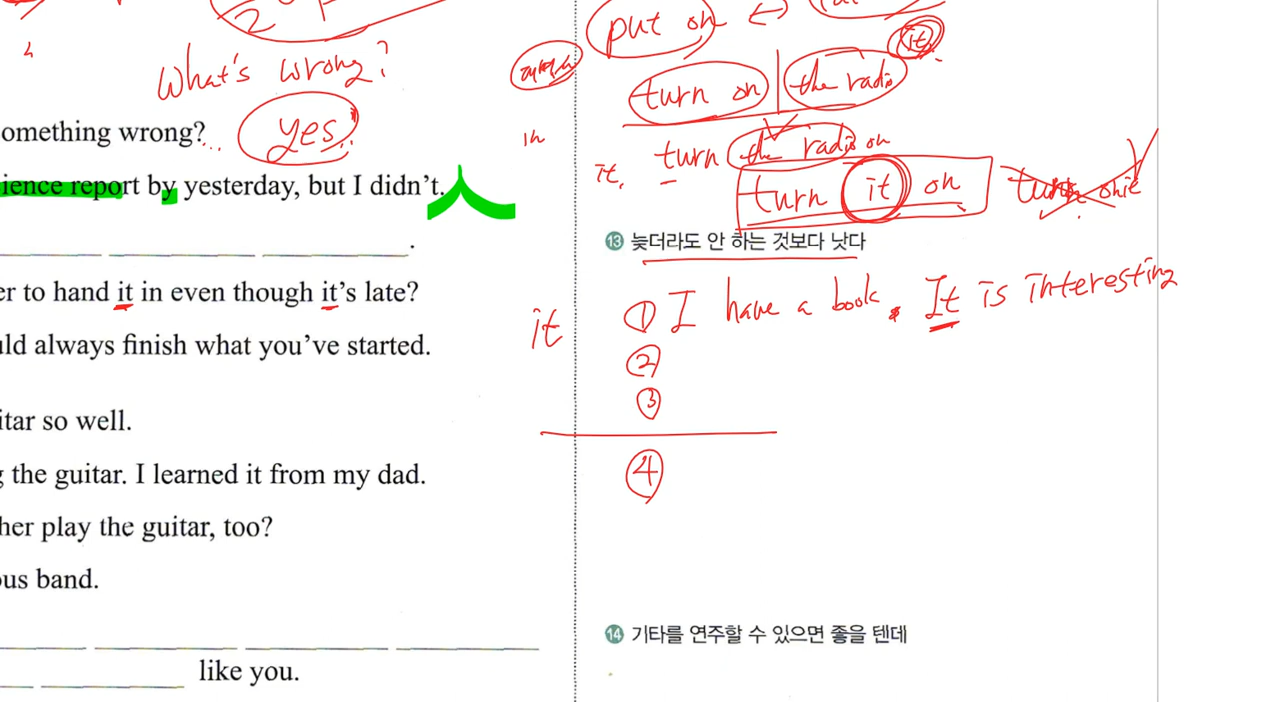 What's wrong?
omething wrong?
yes
ience report by yesterday, but I didn't.
.
er to hand it in even though it's late?
ld always finish what you've started.
itar so well.
the guitar. I learned it from my dad.
her play the guitar, too?
ous band.
like you.
put on ↔
it
turn on | the radio
turn the radio on
it.
turn it on
turn on it
⑬ 늦더라도 안 하는 것보다 낫다
it
① I have a book. It is interesting
②
③
④
⑭ 기타를 연주할 수 있으면 좋을 텐데